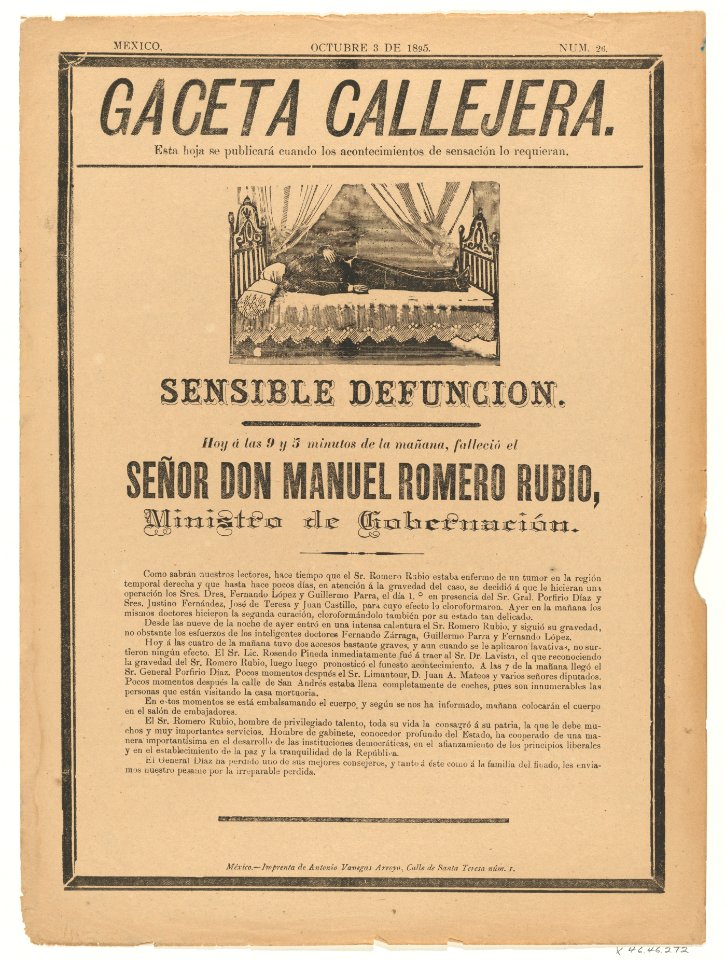 MEXICO, OCTUBRE 3 DE 1895. NUM. 26.
GACETA CALLEJERA.
Esta hoja se publicará cuando los acontecimientos de sensación lo requieran.
SENSIBLE DEFUNCION.
Hoy á las 9 y 5 minutos de la mañana, falleció el
SEÑOR DON MANUEL ROMERO RUBIO,
Ministro de Gobernación.
Como sabrán nuestros lectores, hace tiempo que el Sr. Romero Rubio estaba enfermo de un tumor en la región
temporal derecha y que hasta hace pocos días, en atención á la gravedad del caso, se decidió á que le hicieran una
operación los Sres. Dres, Fernando López y Guillermo Parra, el día 1.º en presencia del Sr. Gral. Porfirio Díaz y
Sres, Justino Fernández, José de Teresa y Juan Castillo, para cuyo efecto lo cloroformaron. Ayer en la mañana los
mismos doctores hicieron la segunda curación, cloroformándolo también por su estado tan delicado.
Desde las nueve de la noche de ayer entró en una intensa calentura el Sr. Romero Rubio, y siguió su gravedad,
no obstante los esfuerzos de los inteligentes doctores Fernando Zárraga, Guillermo Parra y Fernando López.
Hoy á las cuatro de la mañana tuvo dos accesos bastante graves, y aun cuando se le aplicaron lavativas, no sur-
tieron ningún efecto. El Sr. Lic. Rosendo Pineda inmediatamente fué á traer al Sr. Dr. Lavista, el que reconociendo
la gravedad del Sr. Romero Rubio, luego luego pronosticó el funesto acontecimiento. A las 7 de la mañana llegó el
Sr. General Porfirio Díaz. Pocos momentos después el Sr. Limantour, D. Juan A. Mateos y varios señores diputados.
Pocos momentos después la calle de San Andrés estaba llena completamente de coches, pues son innumerables las
personas que están visitando la casa mortuoria.
En estos momentos se está embalsamando el cuerpo, y según se nos ha informado, mañana colocarán el cuerpo
en el salón de embajadores.
El Sr. Romero Rubio, hombre de privilegiado talento, toda su vida la consagró á su patria, la que le debe mu-
chos y muy importantes servicios. Hombre de gabinete, conocedor profundo del Estado, ha cooperado de una ma-
nera importantísima en el desarrollo de las instituciones democráticas, en el afianzamiento de los principios liberales
y en el establecimiento de la paz y la tranquilidad de la República.
El General Díaz ha perdido uno de sus mejores consejeros, y tanto á éste como á la familia del finado, les envia-
mos nuestro pésame por la irreparable perdida.
México.—Imprenta de Antonio Vanegas Arroyo, Calle de Santa Teresa núm. 1.
X 46.46.272